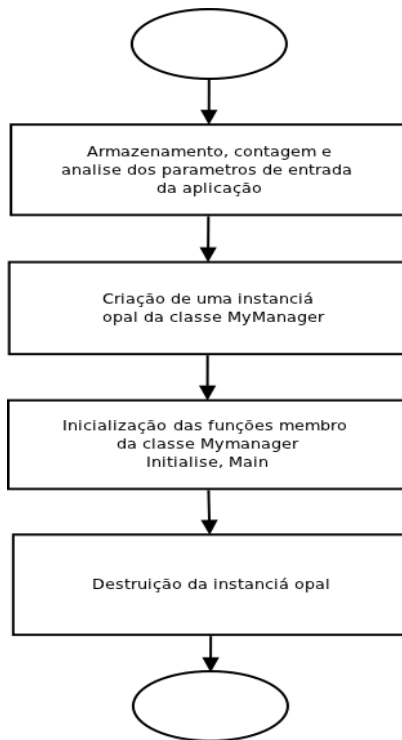 Armazenamento, contagem e
analise dos parametros de entrada
da aplicação
Criação de uma instanciá
opal da classe MyManager
Inicialização das funções membro
da classe Mymanager
Initialise, Main
Destruição da instanciá opal